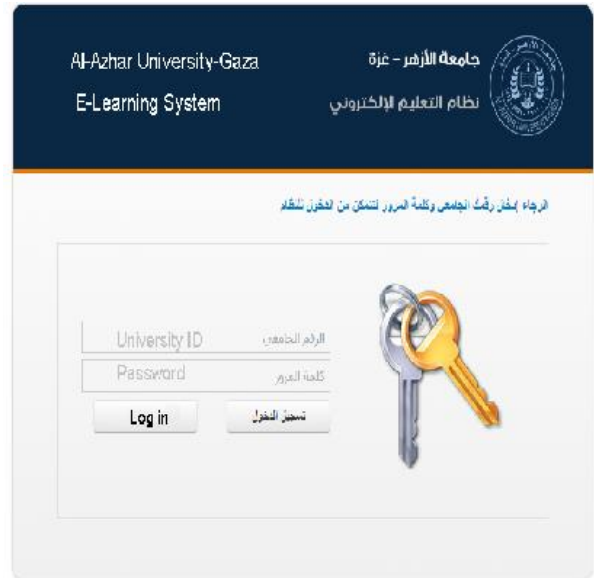 Al-Azhar University-Gaza جامعة الأزهر – غزة
E-Learning System نظام التعليم الإلكتروني
الرجاء إدخال رقمك الجامعي وكلمة المرور لتتمكن من الدخول للنظام
University ID الرقم الجامعي
Password كلمة المرور
Log in تسجيل الدخول